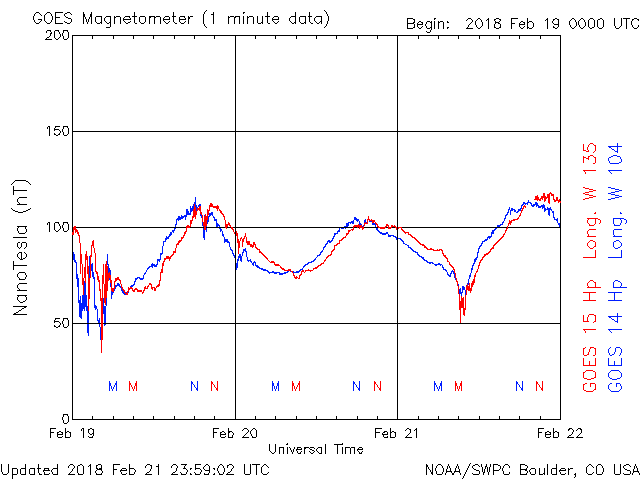 GOES Magnetometer (1 minute data)
Begin: 2018 Feb 19 0000 UTC
200
150
100
50
0
NanoTesla (nT)
M M N N M M N N M M N N
Feb 19 Feb 20 Feb 21 Feb 22
Universal Time
GOES 15 Hp Long. W 135
GOES 14 Hp Long. W 104
Updated 2018 Feb 21 23:59:02 UTC
NOAA/SWPC Boulder, CO USA